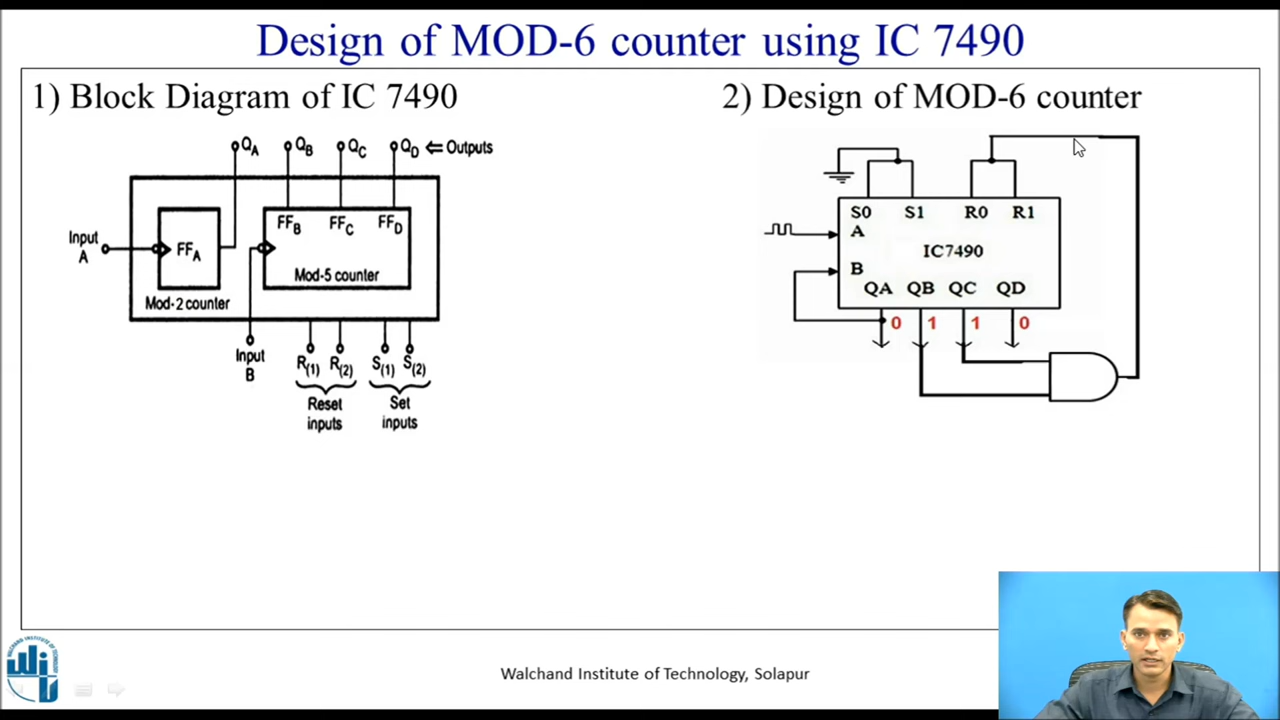 Design of MOD-6 counter using IC 7490
1) Block Diagram of IC 7490
QA QB QC QD ⇐ Outputs
FFB FFC FFD
Input
A
FFA
Mod-5 counter
Mod-2 counter
Input
B
R(1) R(2) S(1) S(2)
Reset
inputs
Set
inputs
2) Design of MOD-6 counter
S0 S1 R0 R1
A
IC7490
B
QA QB QC QD
0 1 1 0
Walchand Institute of Technology, Solapur